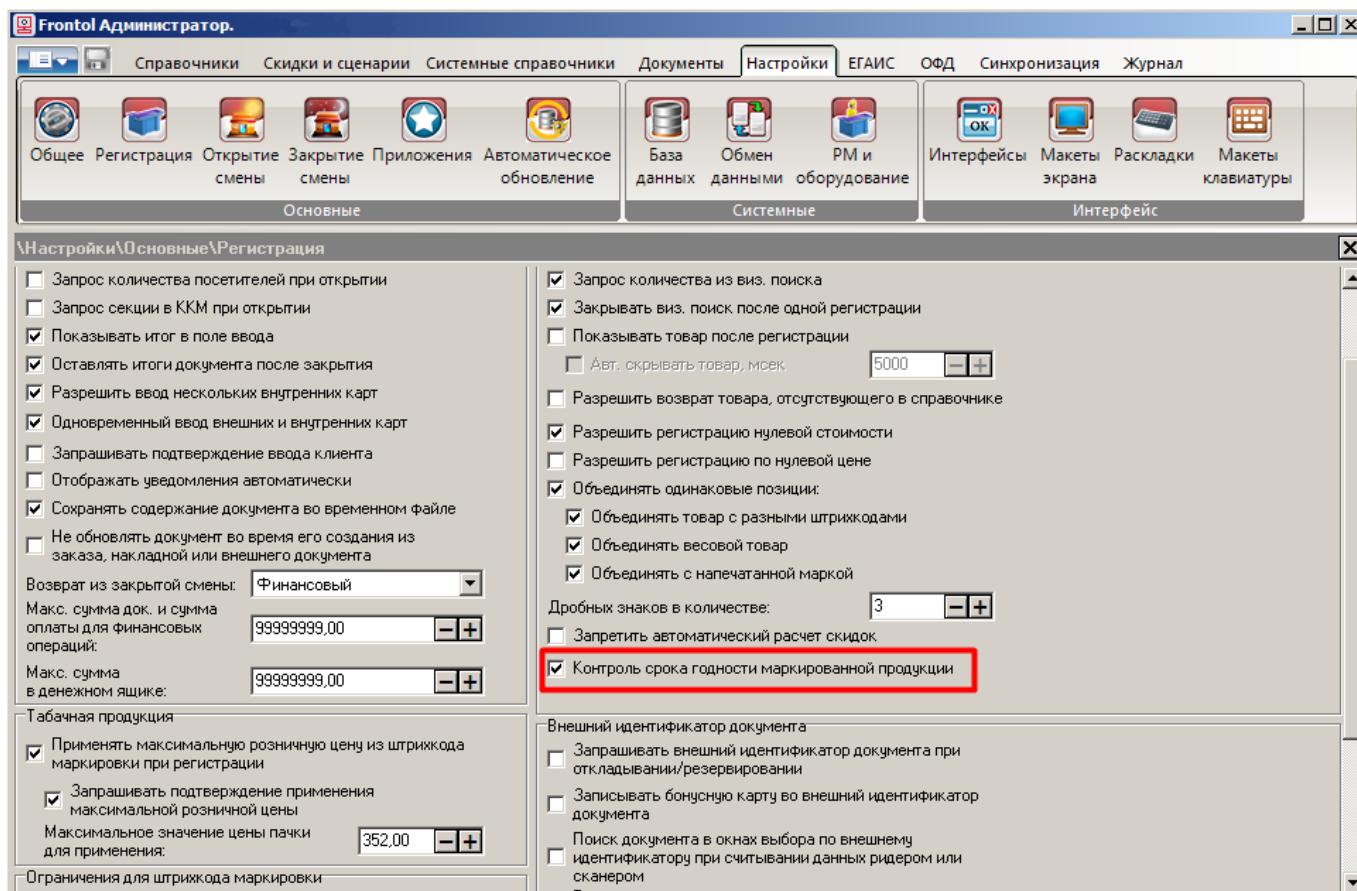 Frontol Администратор.
Справочники Скидки и сценарии Системные справочники Документы Настройки ЕГАИС ОФД Синхронизация Журнал
Общее Регистрация Открытие смены Закрытие смены Приложения Автоматическое обновление
Основные
База данных Обмен данными РМ и оборудование
Системные
Интерфейсы Макеты экрана Раскладки Макеты клавиатуры
Интерфейс
\Настройки\Основные\Регистрация
Запрос количества посетителей при открытии
Запрос секции в ККМ при открытии
Показывать итог в поле ввода
Оставлять итоги документа после закрытия
Разрешить ввод нескольких внутренних карт
Одновременный ввод внешних и внутренних карт
Запрашивать подтверждение ввода клиента
Отображать уведомления автоматически
Сохранять содержание документа во временном файле
Не обновлять документ во время его создания из
заказа, накладной или внешнего документа
Возврат из закрытой смены: Финансовый
Макс. сумма док. и сумма
оплаты для финансовых
операций:
99999999,00
Макс. сумма
в денежном ящике:
99999999,00
Табачная продукция
Применять максимальную розничную цену из штрихкода
маркировки при регистрации
Запрашивать подтверждение применения
максимальной розничной цены
Максимальное значение цены пачки
для применения:
352,00
Ограничения для штрихкода маркировки
Запрос количества из виз. поиска
Закрывать виз. поиск после одной регистрации
Показывать товар после регистрации
Авт. скрывать товар, мсек 5000
Разрешить возврат товара, отсутствующего в справочнике
Разрешить регистрацию нулевой стоимости
Разрешить регистрацию по нулевой цене
Объединять одинаковые позиции:
Объединять товар с разными штрихкодами
Объединять весовой товар
Объединять с напечатанной маркой
Дробных знаков в количестве: 3
Запретить автоматический расчет скидок
Контроль срока годности маркированной продукции
Внешний идентификатор документа
Запрашивать внешний идентификатор документа при
откладывании/резервировании
Записывать бонусную карту во внешний идентификатор
документа
Поиск документа в окнах выбора по внешнему
идентификатору при считывании данных ридером или
сканером